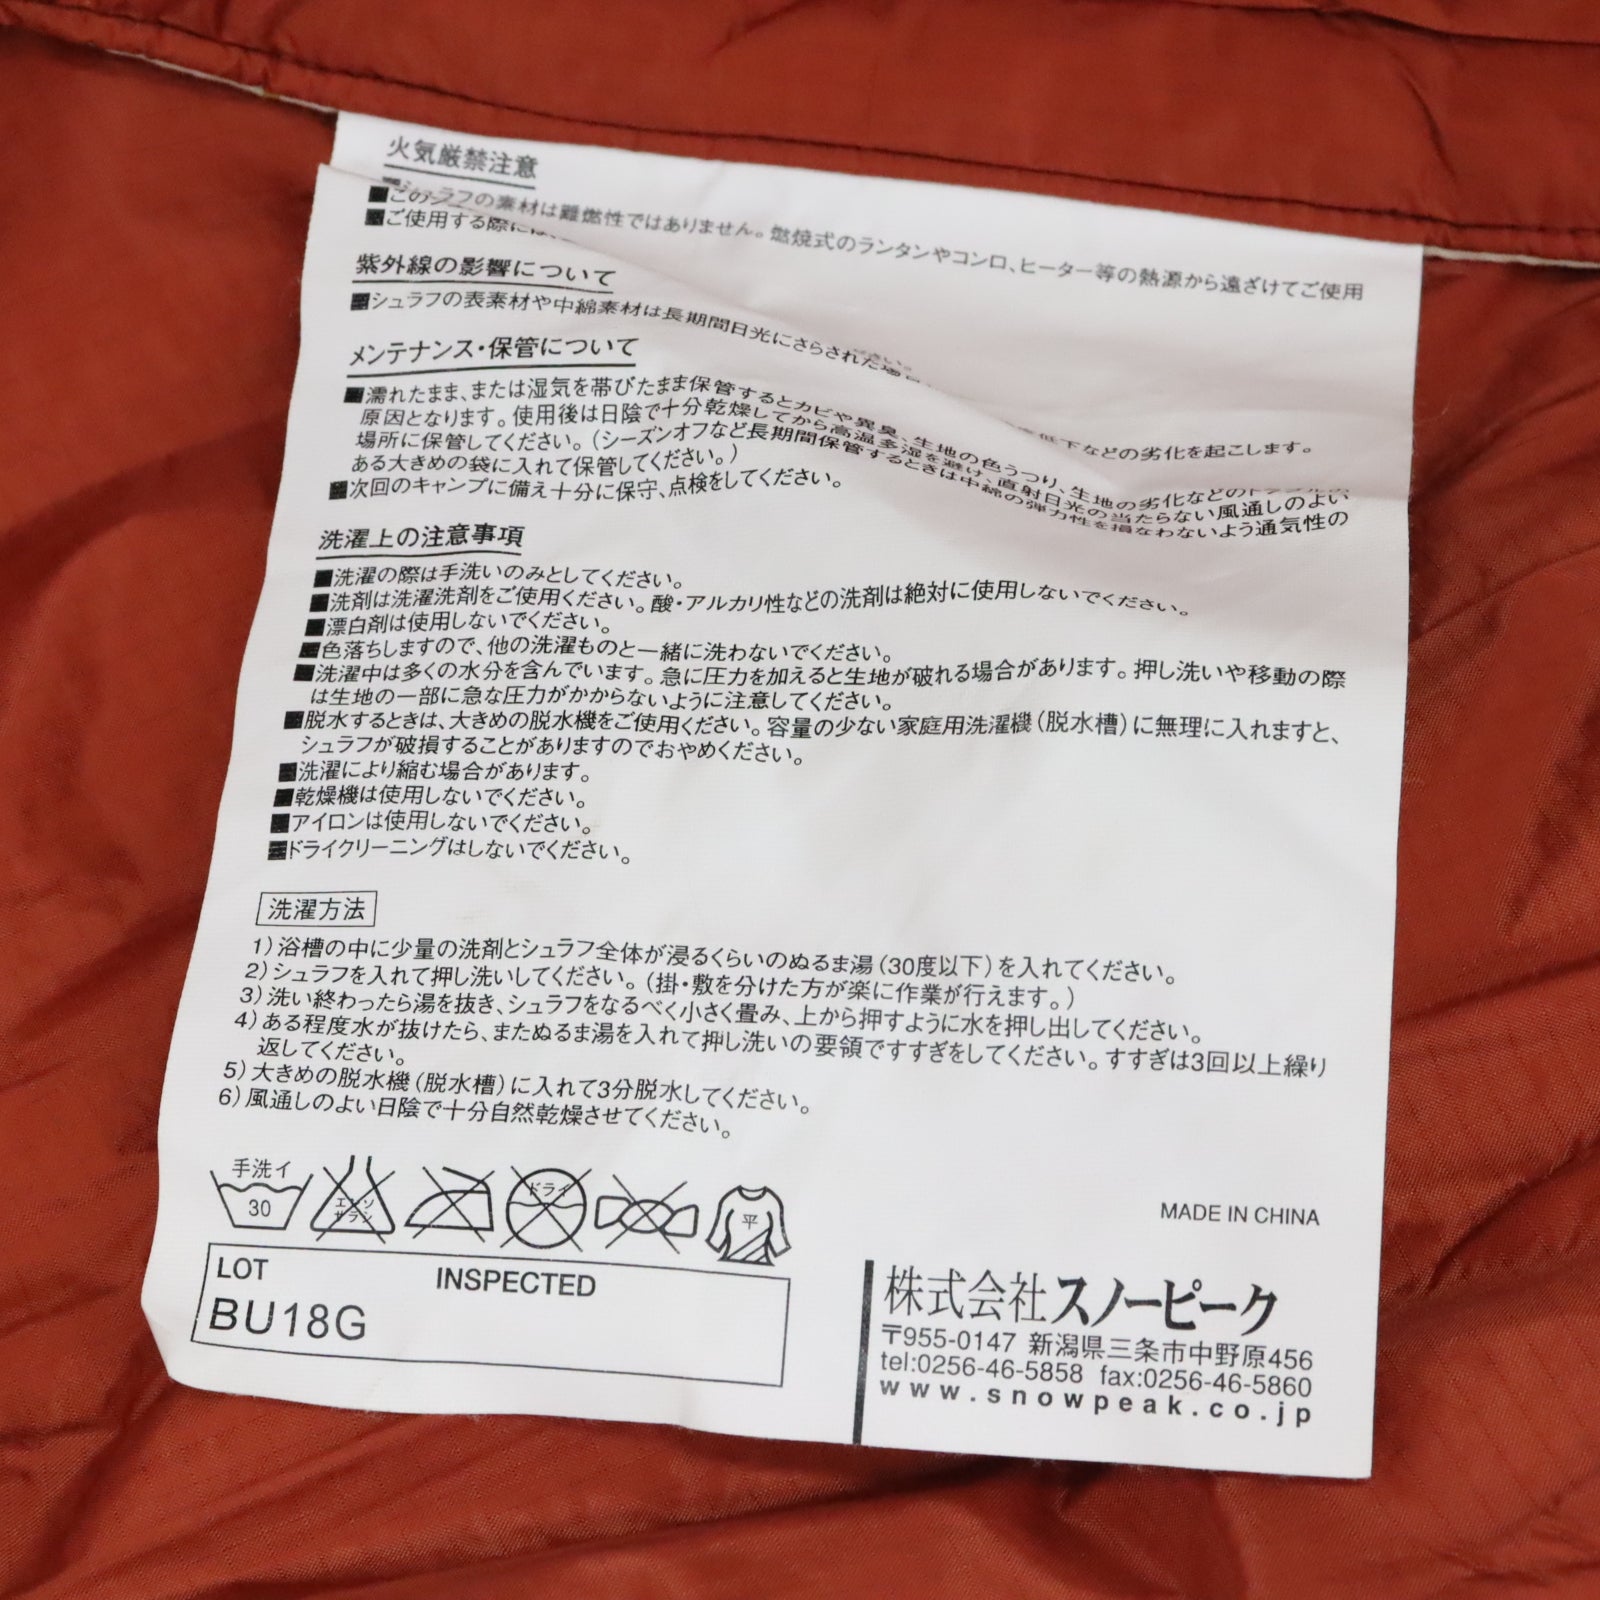 火気厳禁注意
■このシュラフの素材は難燃性ではありません。燃焼式のランタンやコンロ、ヒーター等の熱源から遠ざけてご使用
■ご使用する際には、
紫外線の影響について
■シュラフの表素材や中綿素材は長期間日光にさらされた場合 低下などの劣化を起こします。
メンテナンス・保管について
■濡れたまま、または湿気を帯びたまま保管するとカビや異臭、生地の色うつり、生地の劣化などの
原因となります。使用後は日陰で十分乾燥してから高温多湿を避け、直射日光の当たらない風通しのよい
場所に保管してください。（シーズンオフなど長期間保管するときは中綿の弾力性を損なわないよう通気性の
ある大きめの袋に入れて保管してください。）
■次回のキャンプに備え十分に保守、点検をしてください。
洗濯上の注意事項
■洗濯の際は手洗いのみとしてください。
■洗剤は洗濯洗剤をご使用ください。酸・アルカリ性などの洗剤は絶対に使用しないでください。
■漂白剤は使用しないでください。
■色落ちしますので、他の洗濯ものと一緒に洗わないでください。
■洗濯中は多くの水分を含んでいます。急に圧力を加えると生地が破れる場合があります。押し洗いや移動の際
は生地の一部に急な圧力がかからないように注意してください。
■脱水するときは、大きめの脱水機をご使用ください。容量の少ない家庭用洗濯機（脱水槽）に無理に入れますと、
シュラフが破損することがありますのでおやめください。
■洗濯により縮む場合があります。
■乾燥機は使用しないでください。
■アイロンは使用しないでください。
■ドライクリーニングはしないでください。
洗濯方法
1）浴槽の中に少量の洗剤とシュラフ全体が浸るくらいのぬるま湯（30度以下）を入れてください。
2）シュラフを入れて押し洗いしてください。（掛・敷を分けた方が楽に作業が行えます。）
3）洗い終わったら湯を抜き、シュラフをなるべく小さく畳み、上から押すように水を押し出してください。
4）ある程度水が抜けたら、またぬるま湯を入れて押し洗いの要領ですすぎをしてください。すすぎは3回以上繰り
返してください。
5）大きめの脱水機（脱水槽）に入れて3分脱水してください。
6）風通しのよい日陰で十分自然乾燥させてください。
手洗イ
30
エンソ
サラシ
ドライ
平
MADE IN CHINA
LOT INSPECTED
BU18G
株式会社スノーピーク
〒955-0147 新潟県三条市中野原456
tel:0256-46-5858 fax:0256-46-5860
www.snowpeak.co.jp